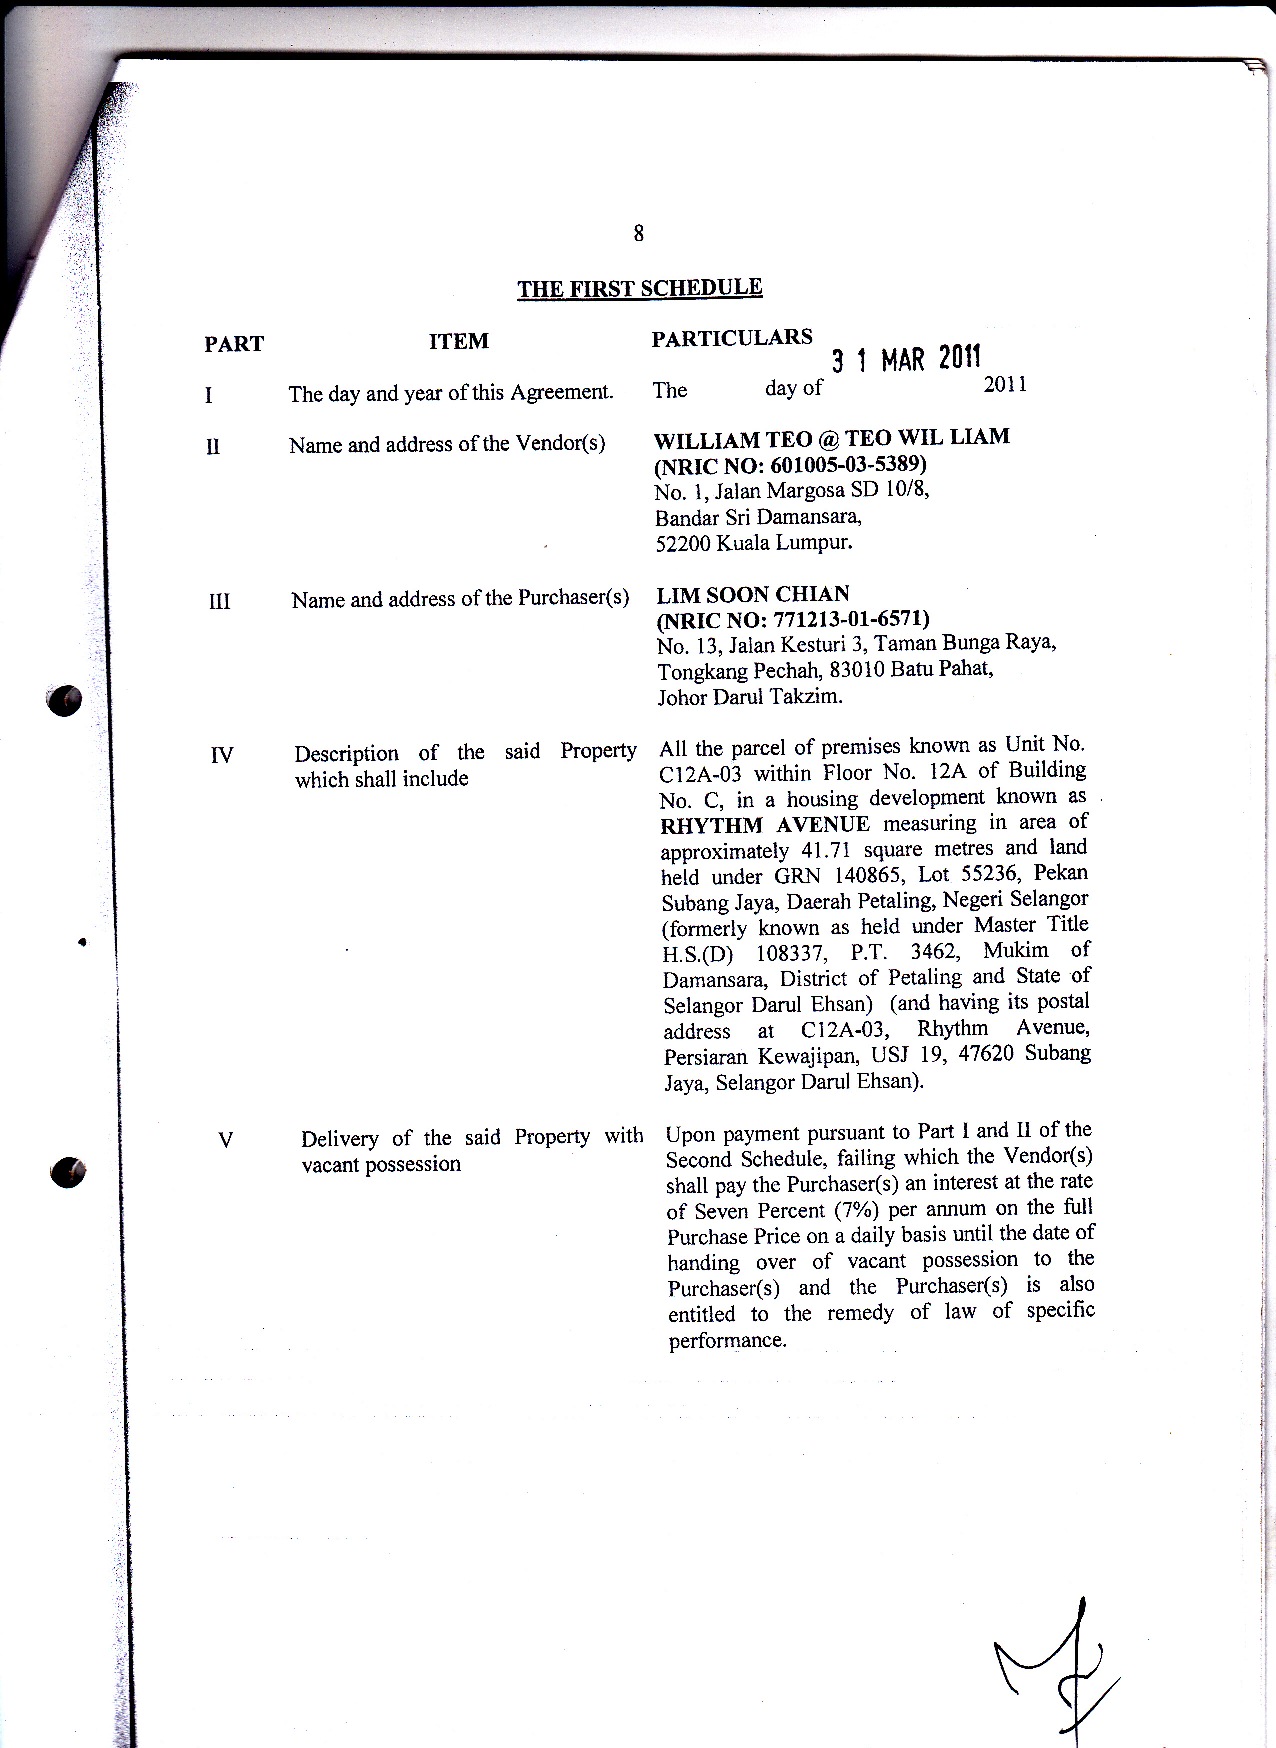 8
THE FIRST SCHEDULE
PART ITEM PARTICULARS
31 MAR 2011
I The day and year of this Agreement. The day of 2011
II Name and address of the Vendor(s) WILLIAM TEO @ TEO WIL LIAM
(NRIC NO: 601005-03-5389)
No. 1, Jalan Margosa SD 10/8,
Bandar Sri Damansara,
52200 Kuala Lumpur.
III Name and address of the Purchaser(s) LIM SOON CHIAN
(NRIC NO: 771213-01-6571)
No. 13, Jalan Kesturi 3, Taman Bunga Raya,
Tongkang Pechah, 83010 Batu Pahat,
Johor Darul Takzim.
IV Description of the said Property All the parcel of premises known as Unit No.
which shall include C12A-03 within Floor No. 12A of Building
No. C, in a housing development known as
RHYTHM AVENUE measuring in area of
approximately 41.71 square metres and land
held under GRN 140865, Lot 55236, Pekan
Subang Jaya, Daerah Petaling, Negeri Selangor
(formerly known as held under Master Title
H.S.(D) 108337, P.T. 3462, Mukim of
Damansara, District of Petaling and State of
Selangor Darul Ehsan) (and having its postal
address at C12A-03, Rhythm Avenue,
Persiaran Kewajipan, USJ 19, 47620 Subang
Jaya, Selangor Darul Ehsan).
V Delivery of the said Property with Upon payment pursuant to Part I and II of the
vacant possession Second Schedule, failing which the Vendor(s)
shall pay the Purchaser(s) an interest at the rate
of Seven Percent (7%) per annum on the full
Purchase Price on a daily basis until the date of
handing over of vacant possession to the
Purchaser(s) and the Purchaser(s) is also
entitled to the remedy of law of specific
performance.